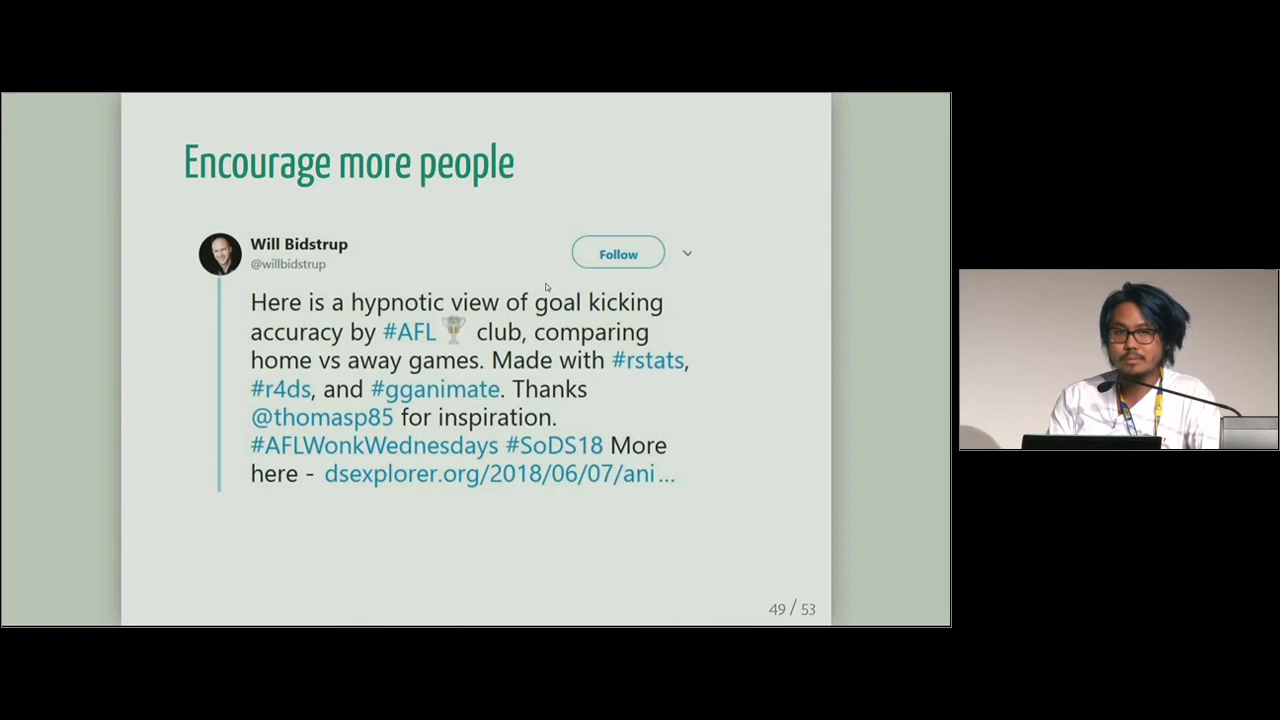 Encourage more people
Will Bidstrup
@willbidstrup
Follow
Here is a hypnotic view of goal kicking
accuracy by #AFL🏆 club, comparing
home vs away games. Made with #rstats,
#r4ds, and #gganimate. Thanks
@thomasp85 for inspiration.
#AFLWonkWednesdays #SoDS18 More
here - dsexplorer.org/2018/06/07/ani…
49 / 53